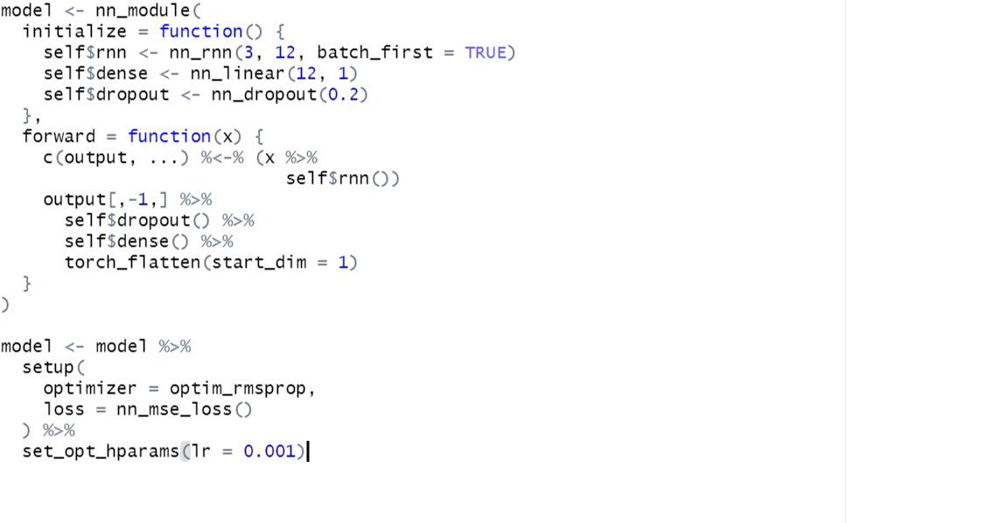 model <- nn_module(
  initialize = function() {
    self$rnn <- nn_rnn(3, 12, batch_first = TRUE)
    self$dense <- nn_linear(12, 1)
    self$dropout <- nn_dropout(0.2)
  },
  forward = function(x) {
    c(output, ...) %<-% (x %>%
                           self$rnn())
    output[,-1,] %>%
      self$dropout() %>%
      self$dense() %>%
      torch_flatten(start_dim = 1)
  }
)

model <- model %>%
  setup(
    optimizer = optim_rmsprop,
    loss = nn_mse_loss()
  ) %>%
  set_opt_hparams(lr = 0.001)